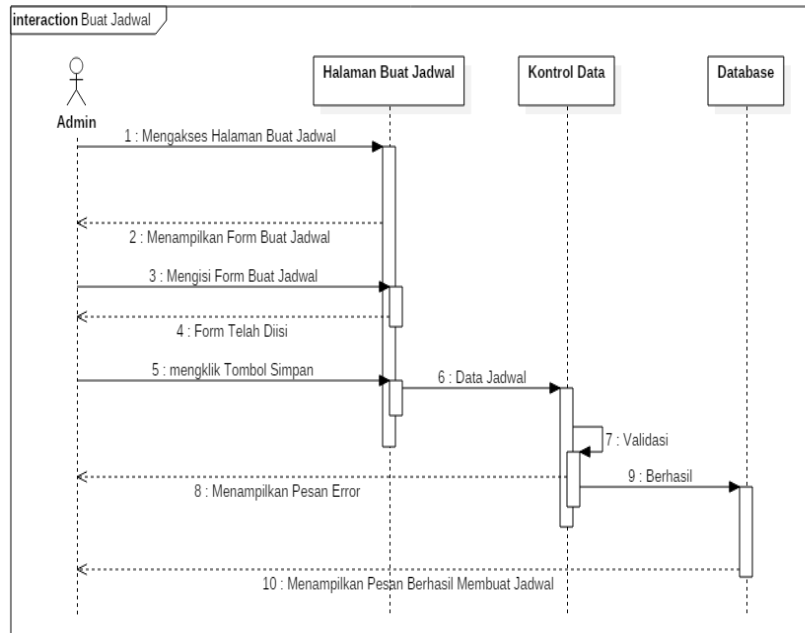 interaction Buat Jadwal
Halaman Buat Jadwal
Kontrol Data
Database
Admin
1 : Mengakses Halaman Buat Jadwal
2 : Menampilkan Form Buat Jadwal
3 : Mengisi Form Buat Jadwal
4 : Form Telah Diisi
5 : mengklik Tombol Simpan
6 : Data Jadwal
7 : Validasi
8 : Menampilkan Pesan Error
9 : Berhasil
10 : Menampilkan Pesan Berhasil Membuat Jadwal